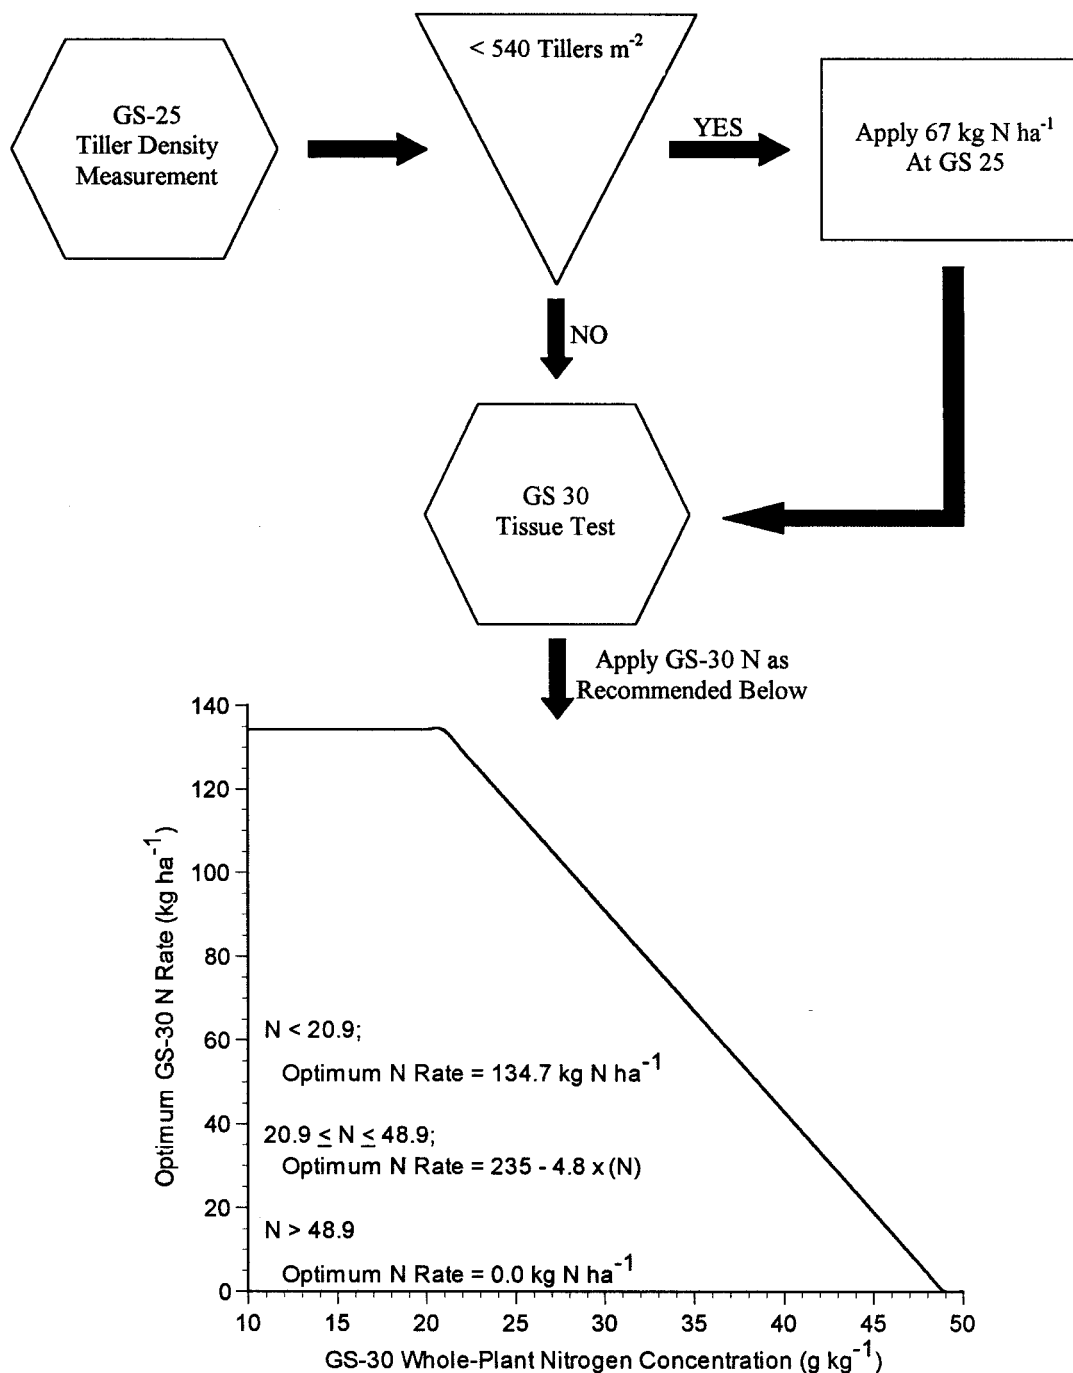 GS-25
Tiller Density
Measurement
< 540 Tillers m⁻²
YES
Apply 67 kg N ha⁻¹
At GS 25
NO
GS 30
Tissue Test
Apply GS-30 N as
Recommended Below
140
120
100
80
60
40
20
0
Optimum GS-30 N Rate (kg ha⁻¹)
N < 20.9;
Optimum N Rate = 134.7 kg N ha⁻¹
20.9 ≤ N ≤ 48.9;
Optimum N Rate = 235 - 4.8 x (N)
N > 48.9
Optimum N Rate = 0.0 kg N ha⁻¹
10 15 20 25 30 35 40 45 50
GS-30 Whole-Plant Nitrogen Concentration (g kg⁻¹)